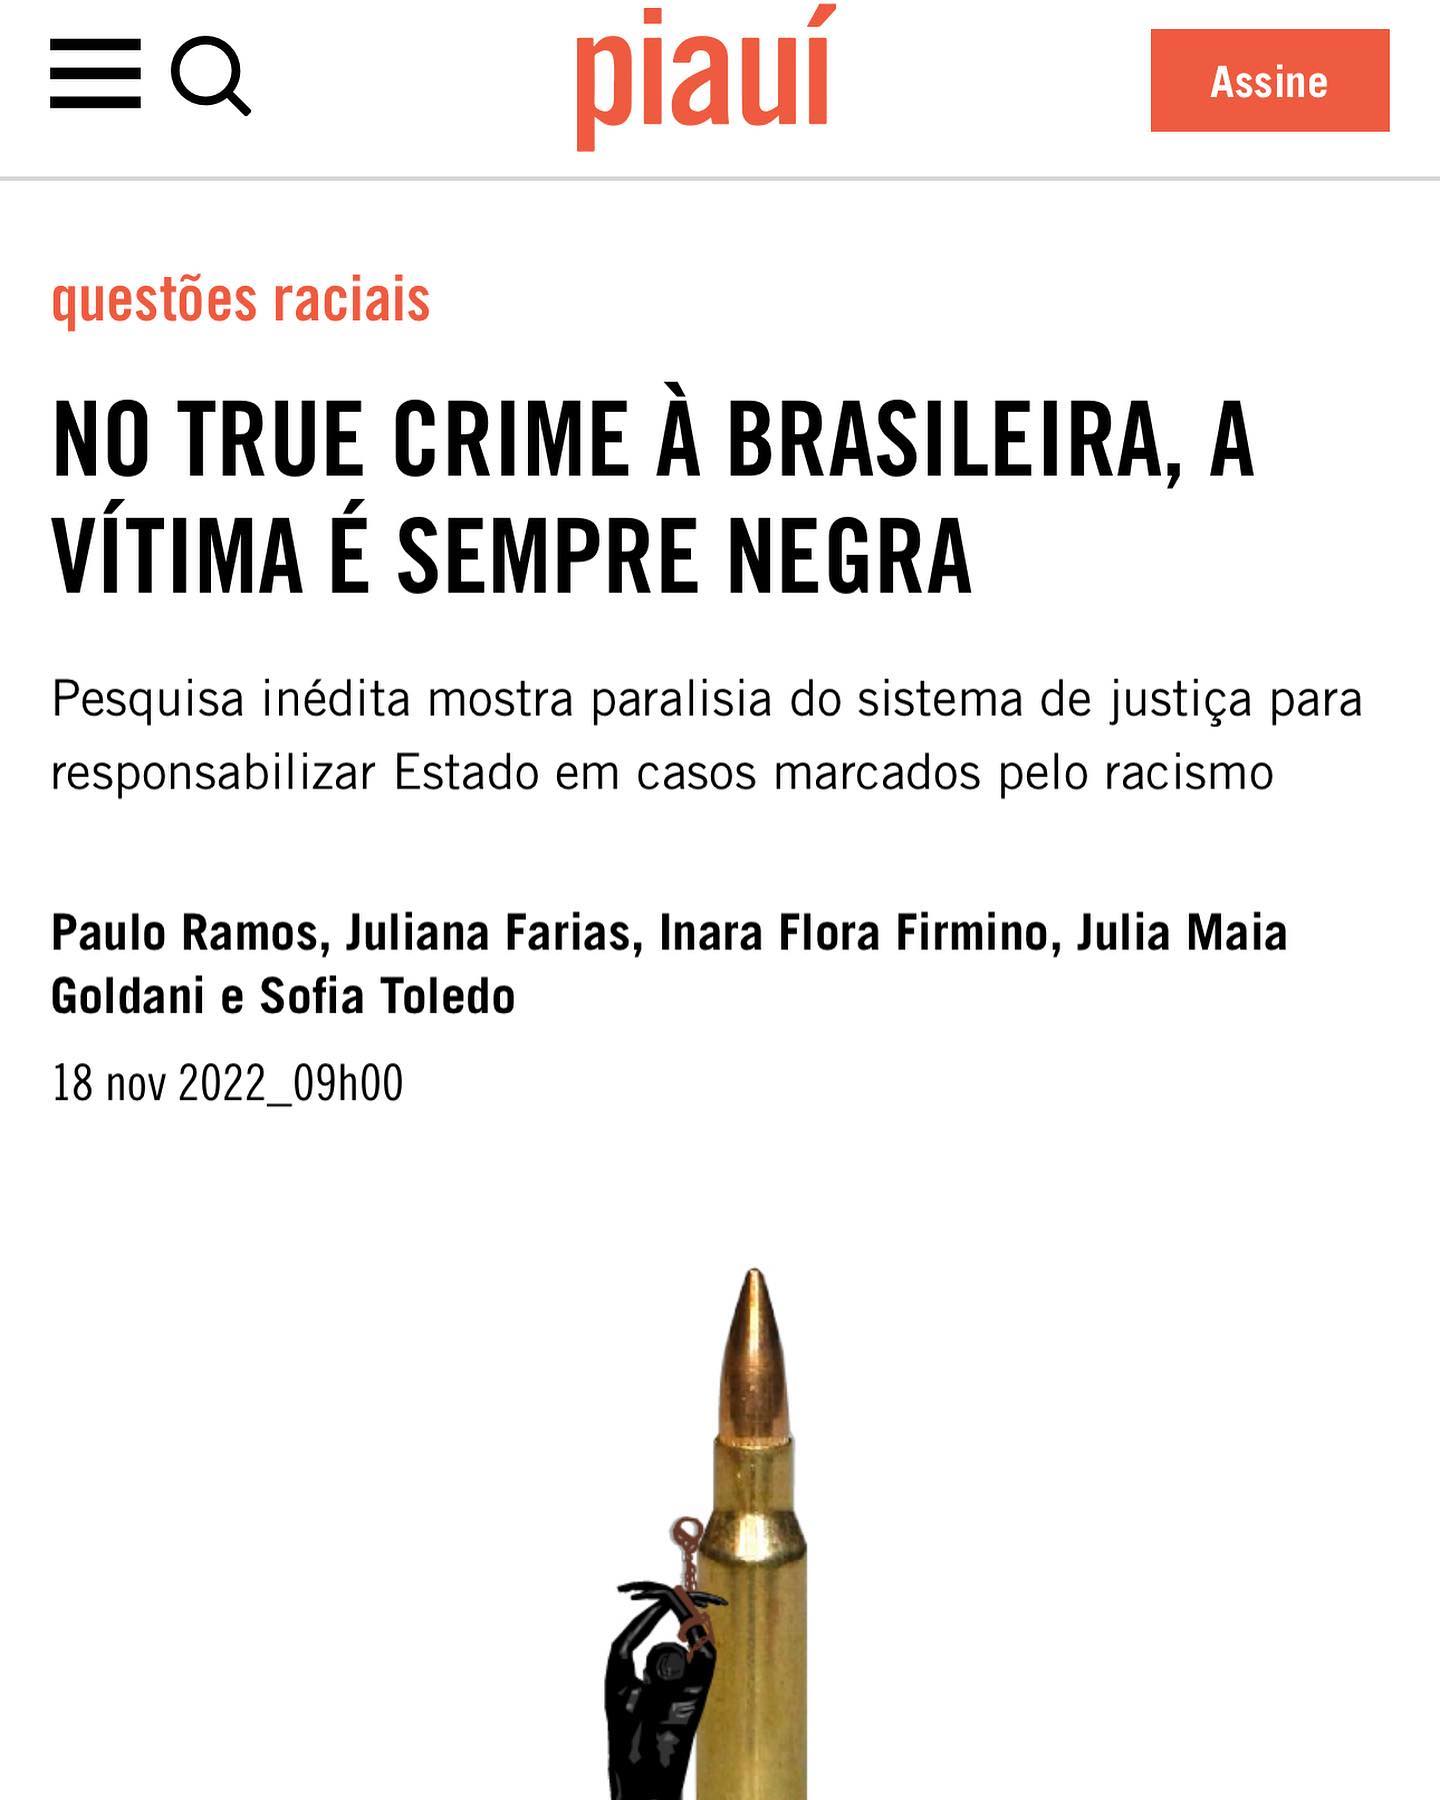 piauí
Assine
questões raciais
NO TRUE CRIME À BRASILEIRA, A
VÍTIMA É SEMPRE NEGRA
Pesquisa inédita mostra paralisia do sistema de justiça para
responsabilizar Estado em casos marcados pelo racismo
Paulo Ramos, Juliana Farias, Inara Flora Firmino, Julia Maia
Goldani e Sofia Toledo
18 nov 2022_09h00